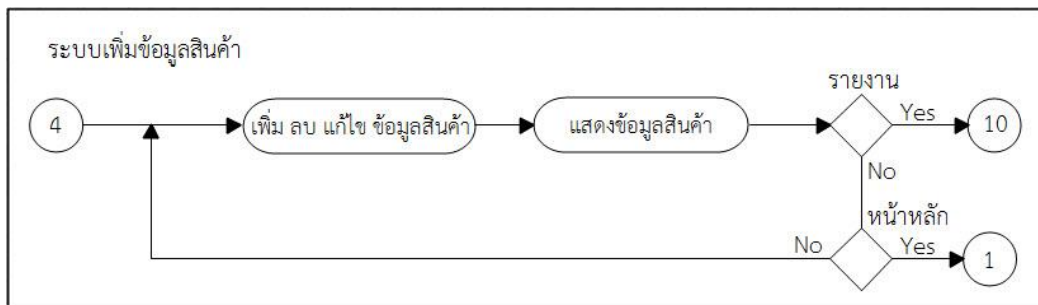 ระบบเพิ่มข้อมูลสินค้า
รายงาน
4
เพิ่ม ลบ แก้ไข ข้อมูลสินค้า
แสดงข้อมูลสินค้า
Yes
10
No
หน้าหลัก
No
Yes
1